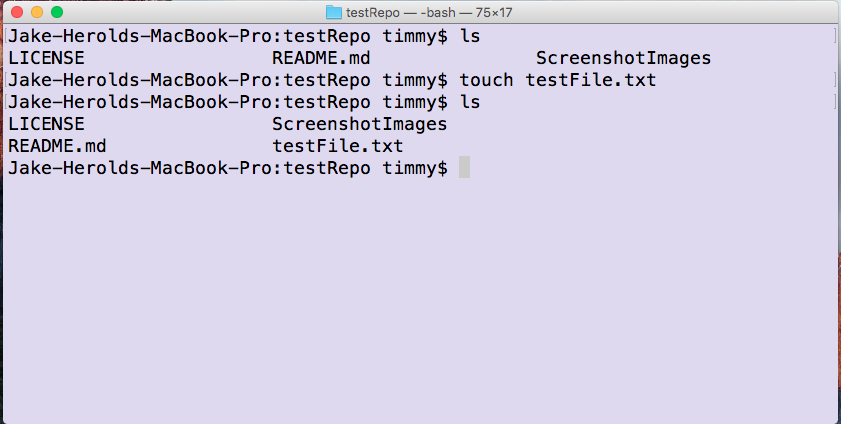 testRepo — -bash — 75×17
Jake-Herolds-MacBook-Pro:testRepo timmy$ ls
LICENSE README.md ScreenshotImages
Jake-Herolds-MacBook-Pro:testRepo timmy$ touch testFile.txt
Jake-Herolds-MacBook-Pro:testRepo timmy$ ls
LICENSE ScreenshotImages
README.md testFile.txt
Jake-Herolds-MacBook-Pro:testRepo timmy$